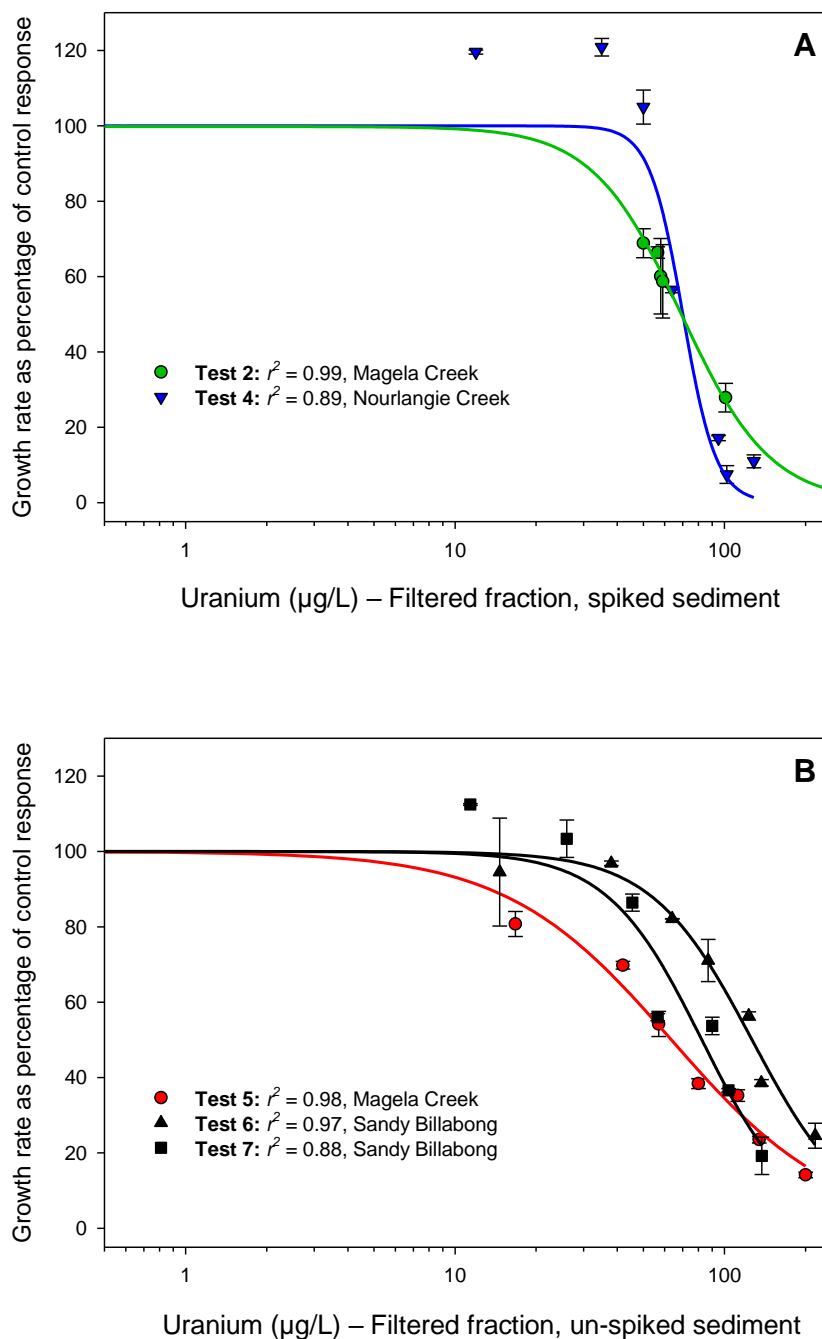 A
120
100
80
60
40
20
0
Growth rate as percentage of control response
Test 2: r² = 0.99, Magela Creek
Test 4: r² = 0.89, Nourlangie Creek
1 10 100
Uranium (µg/L) – Filtered fraction, spiked sediment
B
120
100
80
60
40
20
0
Growth rate as percentage of control response
Test 5: r² = 0.98, Magela Creek
Test 6: r² = 0.97, Sandy Billabong
Test 7: r² = 0.88, Sandy Billabong
1 10 100
Uranium (µg/L) – Filtered fraction, un-spiked sediment